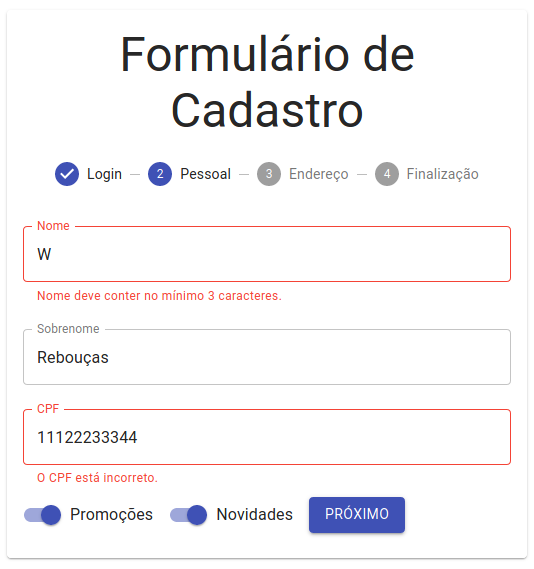 Formulário de
Cadastro
Login 2 Pessoal 3 Endereço 4 Finalização
Nome
W
Nome deve conter no mínimo 3 caracteres.
Sobrenome
Rebouças
CPF
11122233344
O CPF está incorreto.
Promoções Novidades PRÓXIMO